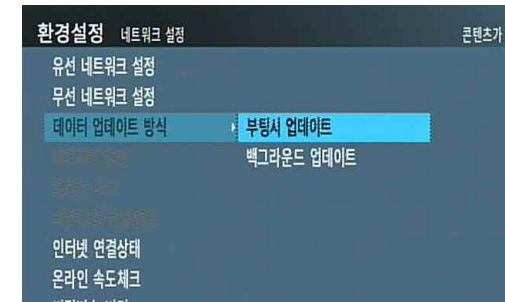 환경설정 네트워크 설정 콘텐츠가
유선 네트워크 설정
무선 네트워크 설정
데이터 업데이트 방식 부팅시 업데이트
백그라운드 업데이트
인터넷 연결상태
온라인 속도체크